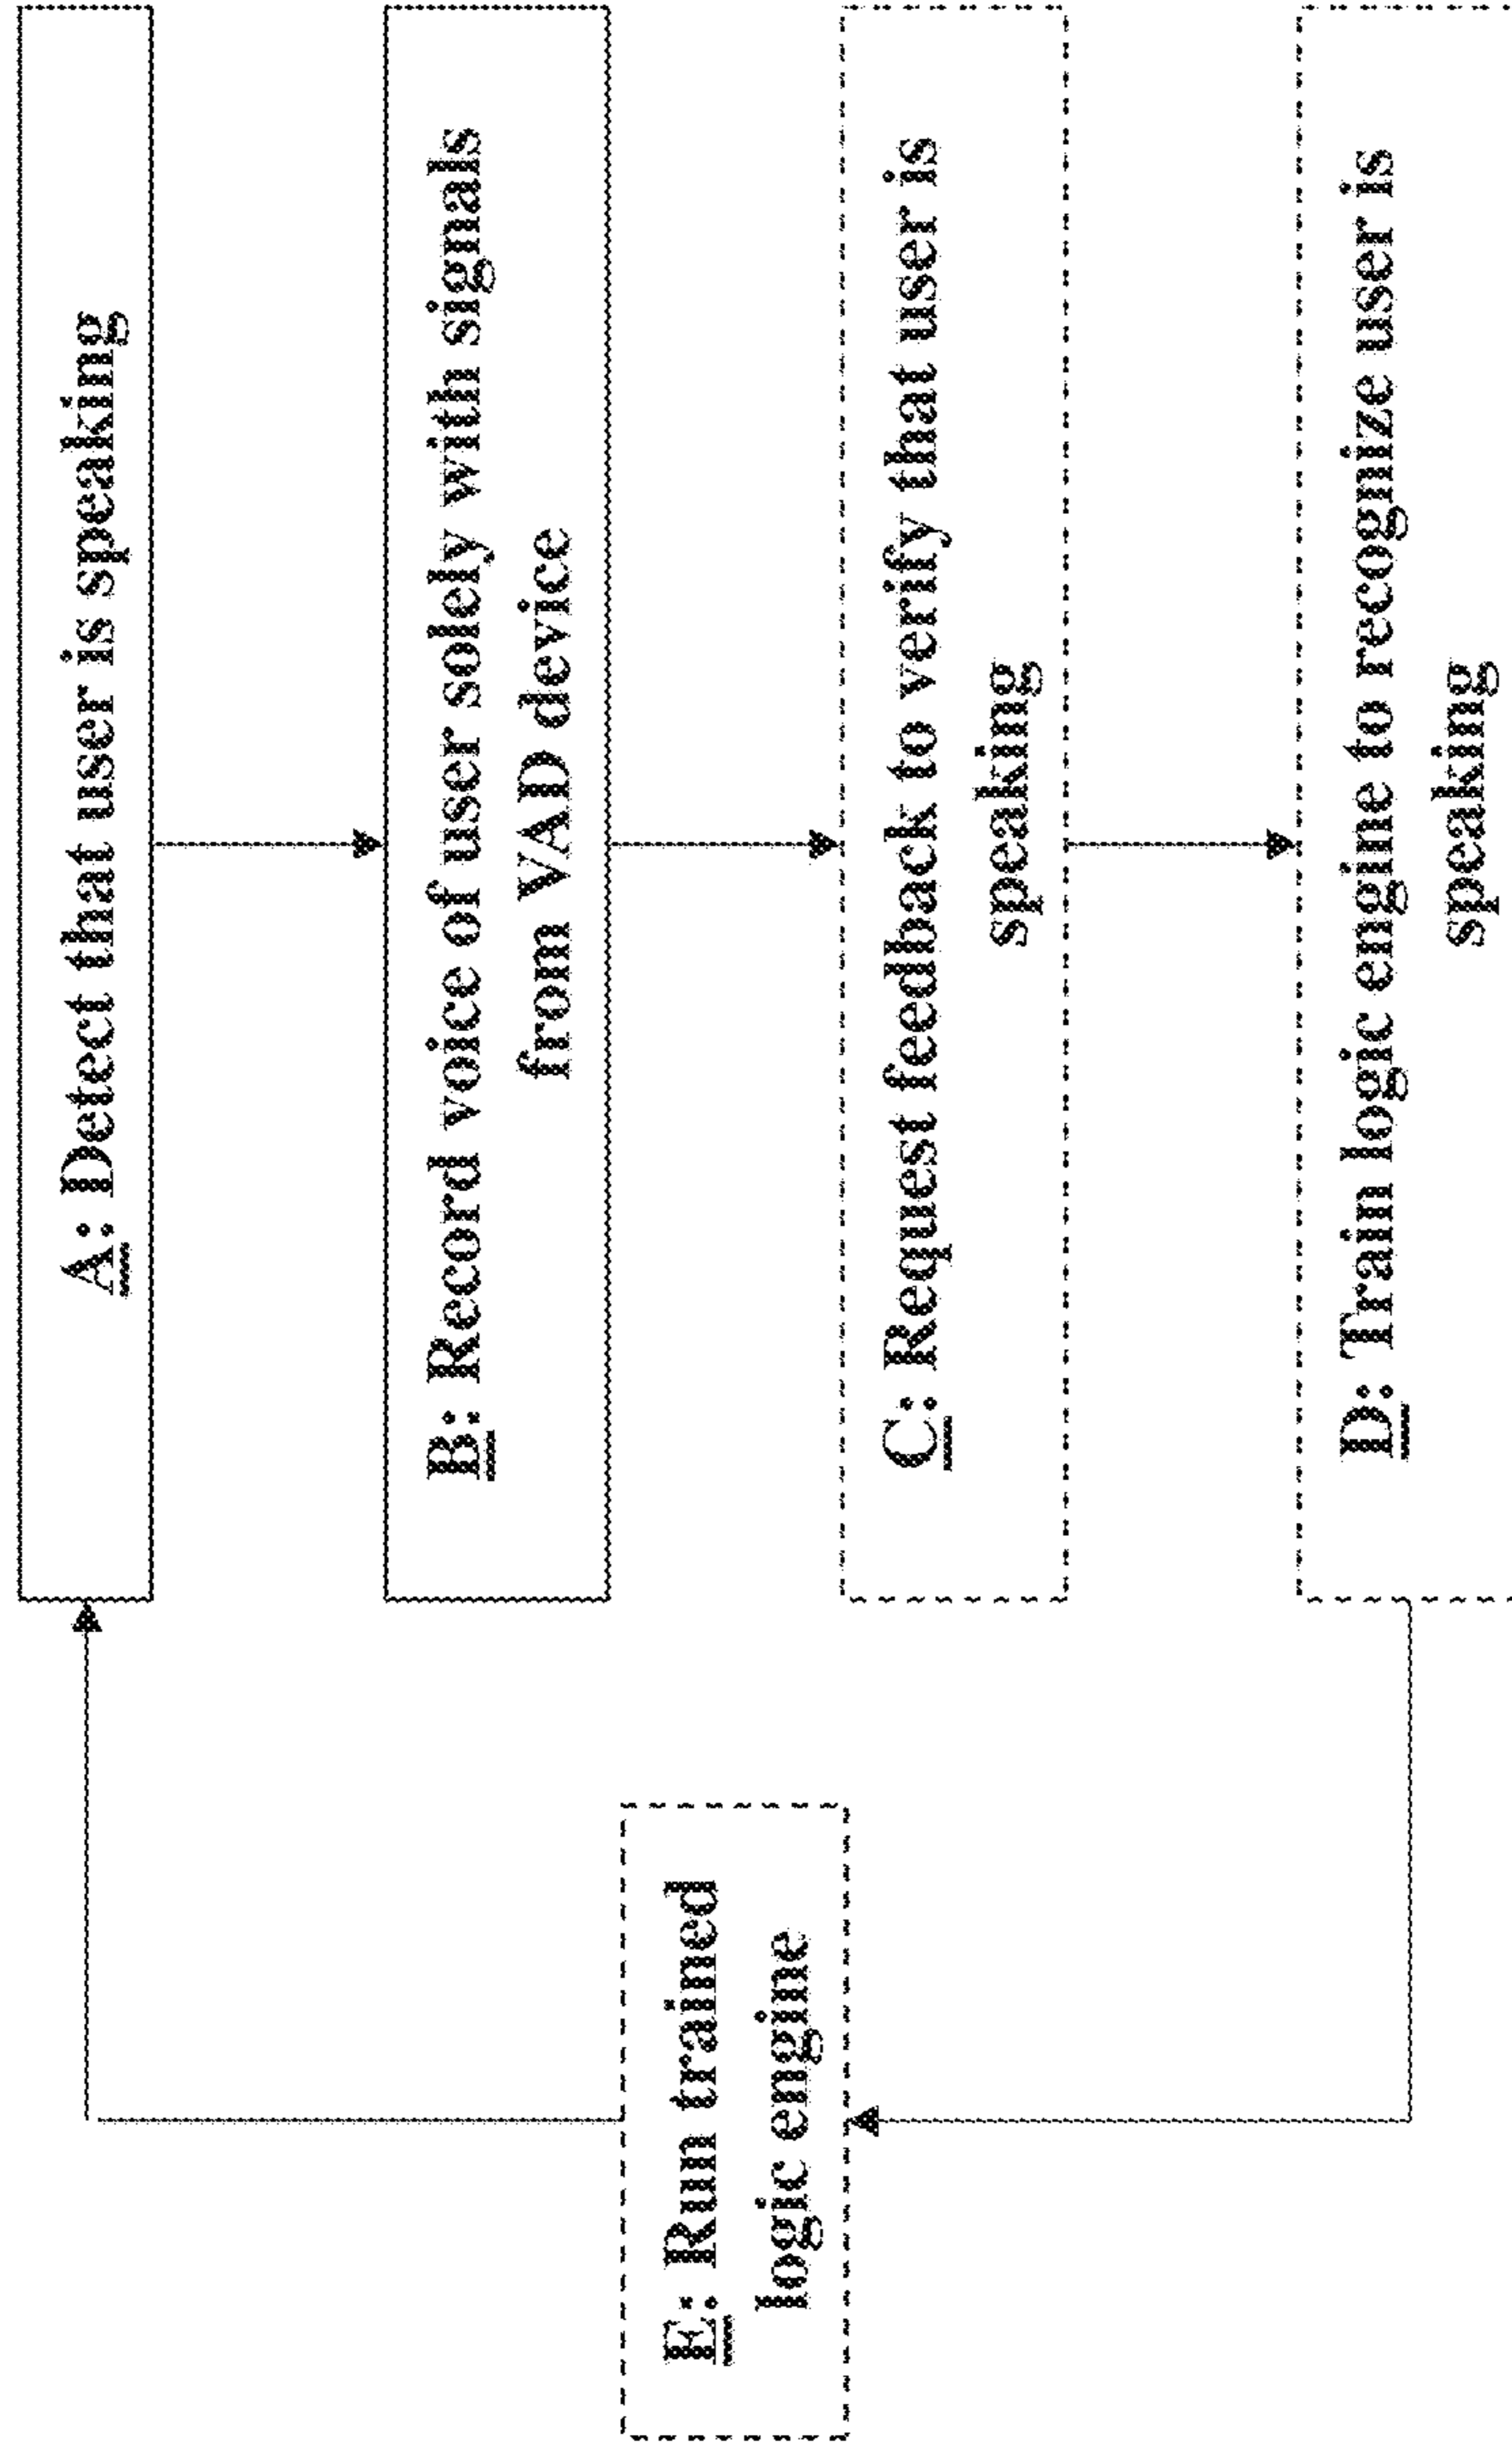 A: Detect that user is speaking
B: Record voice of user solely with signals
from VAD device
C: Request feedback to verify that user is
speaking
D: Train logic engine to recognize user is
speaking
E: Run trained
logic engine